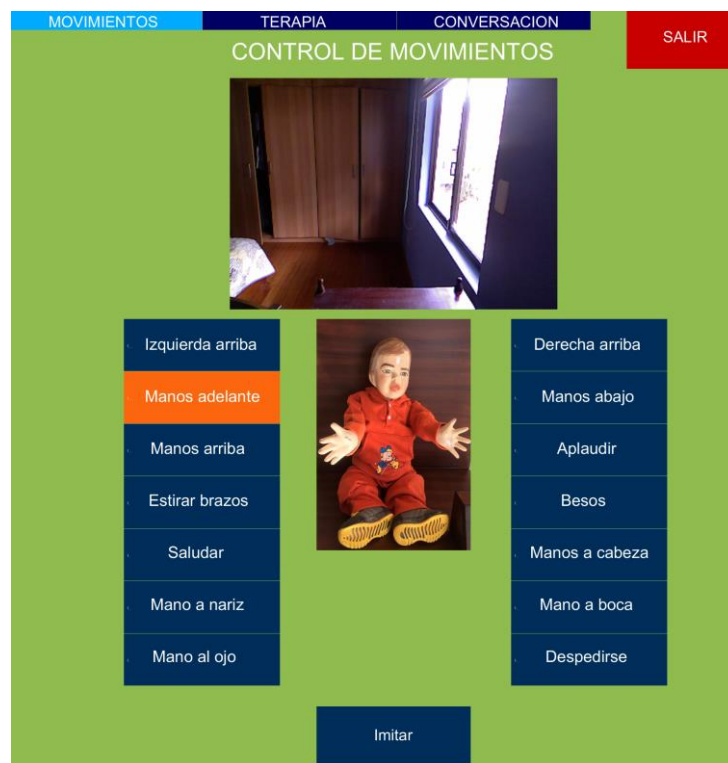 MOVIMIENTOS
TERAPIA
CONVERSACION
SALIR
CONTROL DE MOVIMIENTOS
Izquierda arriba
Manos adelante
Manos arriba
Estirar brazos
Saludar
Mano a nariz
Mano al ojo
Derecha arriba
Manos abajo
Aplaudir
Besos
Manos a cabeza
Mano a boca
Despedirse
Imitar